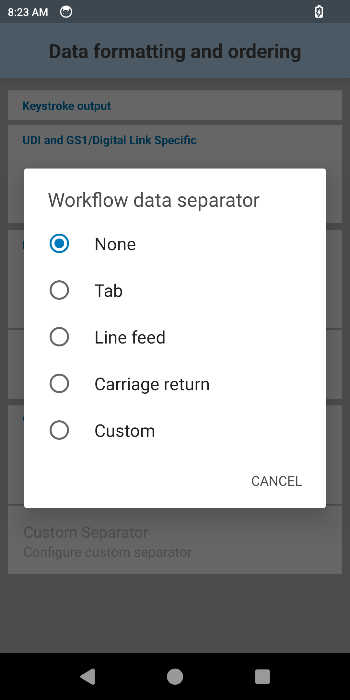 8:23 AM
Data formatting and ordering
Keystroke output
UDI and GS1/Digital Link Specific
Workflow data separator
None
Tab
Line feed
Carriage return
Custom
CANCEL
Custom Separator
Configure custom separator